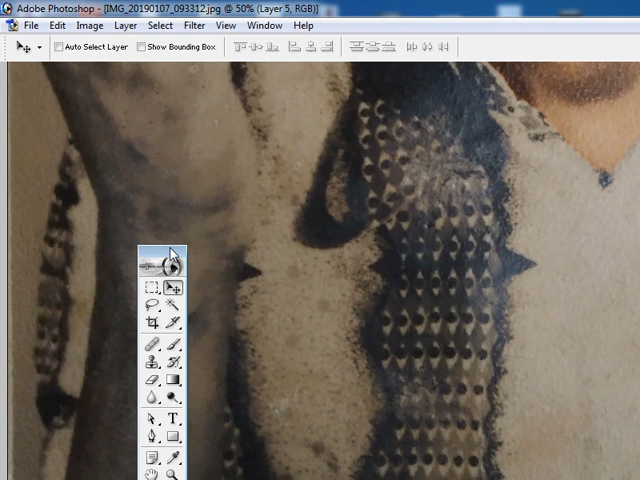 Adobe Photoshop - [IMG_20190107_093312.jpg @ 50% (Layer 5, RGB)]
File Edit Image Layer Select Filter View Window Help
Auto Select Layer Show Bounding Box
T